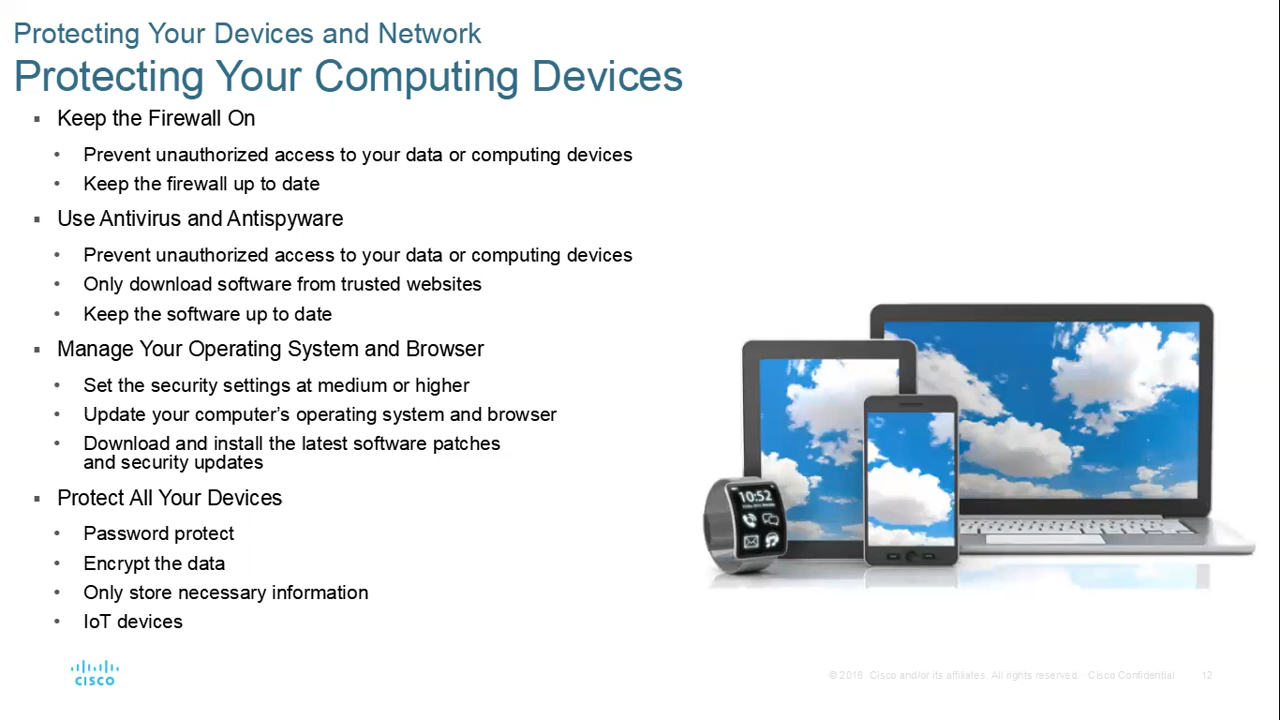 Protecting Your Devices and Network
Protecting Your Computing Devices
▪ Keep the Firewall On
• Prevent unauthorized access to your data or computing devices
• Keep the firewall up to date
▪ Use Antivirus and Antispyware
• Prevent unauthorized access to your data or computing devices
• Only download software from trusted websites
• Keep the software up to date
▪ Manage Your Operating System and Browser
• Set the security settings at medium or higher
• Update your computer’s operating system and browser
• Download and install the latest software patches
and security updates
▪ Protect All Your Devices
• Password protect
• Encrypt the data
• Only store necessary information
• IoT devices
10:52
CISCO
© 2016 Cisco and/or its affiliates. All rights reserved. Cisco Confidential 12